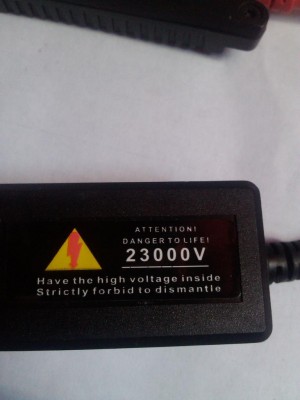 ATTENTION!
DANGER TO LIFE!
23000V
Have the high voltage inside
Strictly forbid to dismantle